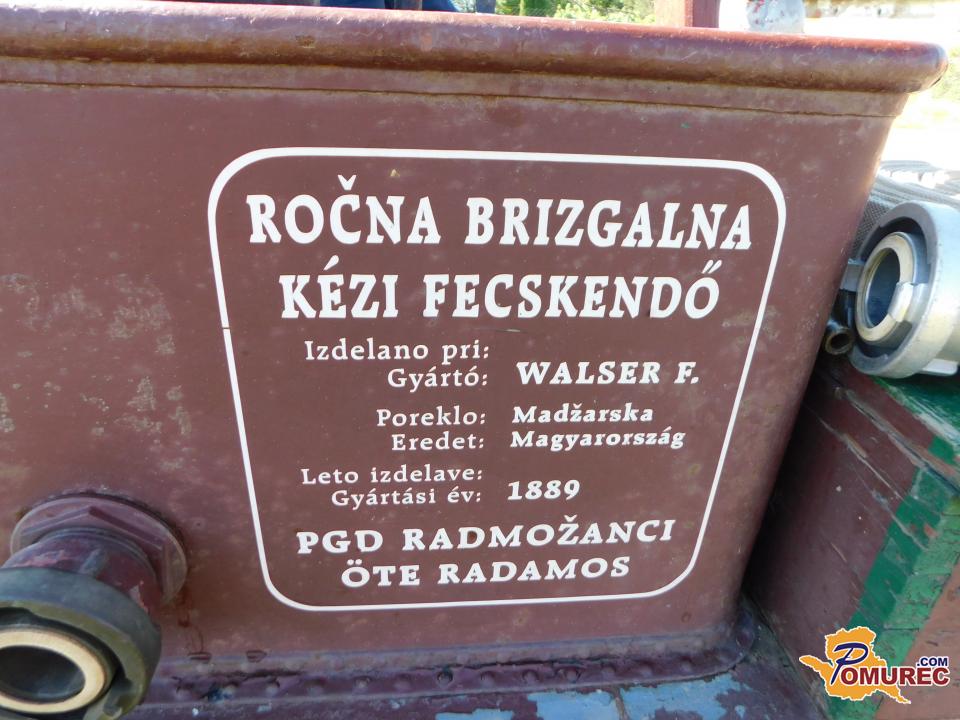 ROČNA BRIZGALNA
KÉZI FECSKENDŐ
Izdelano pri:
Gyártó: WALSER F.
Poreklo: Madžarska
Eredet: Magyarország
Leto izdelave:
Gyártási év: 1889
PGD RADMOŽANCI
ÖTE RADAMOS
POMUREC.COM